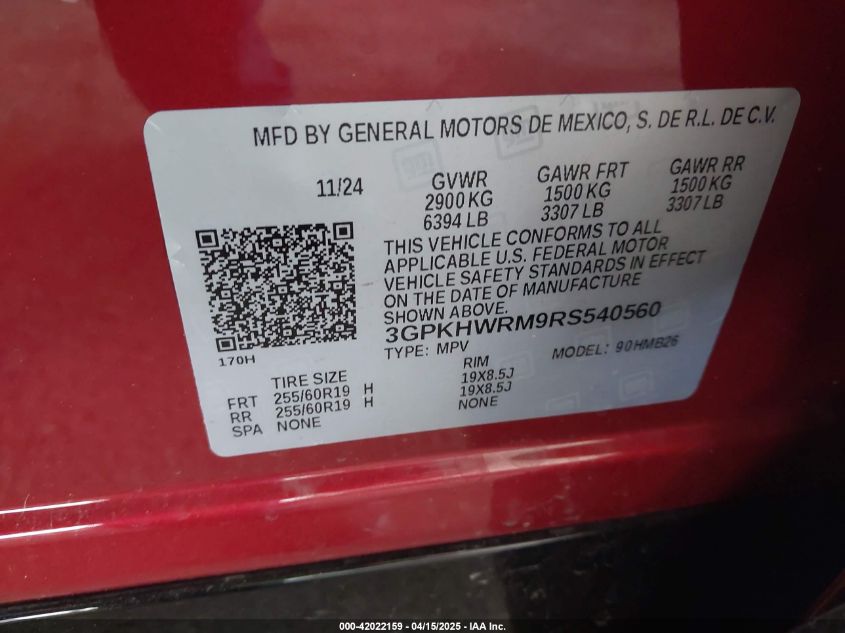 MFD BY GENERAL MOTORS DE MEXICO, S. DE R.L. DE C.V.
11/24
GVWR
2900 KG
6394 LB
GAWR FRT
1500 KG
3307 LB
GAWR RR
1500 KG
3307 LB
THIS VEHICLE CONFORMS TO ALL
APPLICABLE U.S. FEDERAL MOTOR
VEHICLE SAFETY STANDARDS IN EFFECT
ON THE DATE OF MANUFACTURE
SHOWN ABOVE.
3GPKHWRM9RS540560
TYPE: MPV
MODEL: 90HMB26
170H
TIRE SIZE
RIM
FRT 255/60R19 H 19X8.5J
RR 255/60R19 H 19X8.5J
SPA NONE NONE
000-42022159 - 04/15/2025 - IAA Inc.